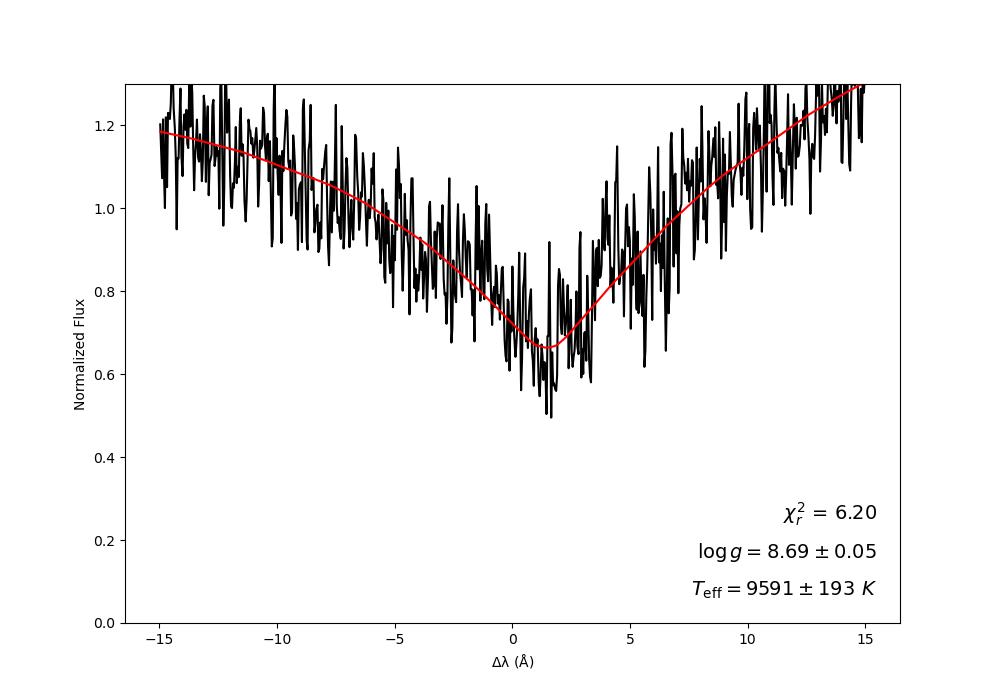 1.2
1.0
0.8
0.6
0.4
0.2
0.0
Normalized Flux
χ²ᵣ = 6.20
log g = 8.69 ± 0.05
T_eff = 9591 ± 193 K
−15 −10 −5 0 5 10 15
Δλ (Å)